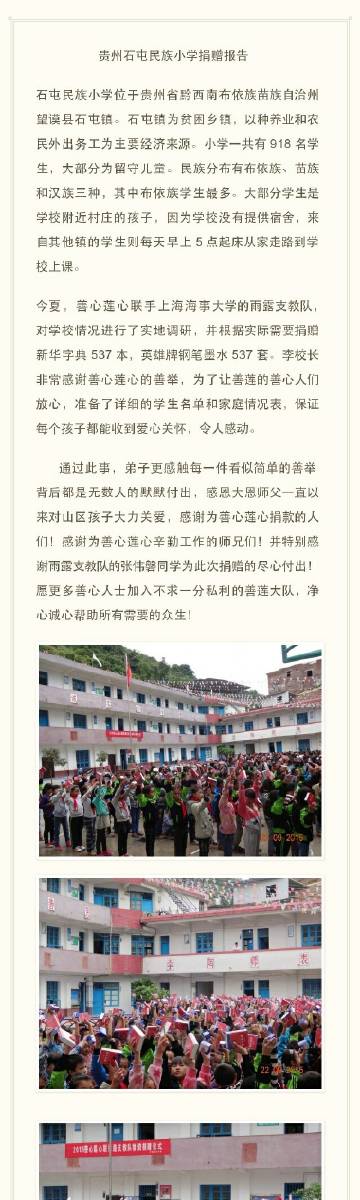 贵州石屯民族小学捐赠报告
石屯民族小学位于贵州省黔西南布依族苗族自治州
望谟县石屯镇。石屯镇为贫困乡镇，以种养业和农
民外出务工为主要经济来源。小学一共有 918 名学
生，大部分为留守儿童。民族分布有布依族、苗族
和汉族三种，其中布依族学生最多。大部分学生是
学校附近村庄的孩子，因为学校没有提供宿舍，来
自其他镇的学生则每天早上 5 点起床从家走路到学
校上课。
今夏，善心莲心联手上海海事大学的雨露支教队，
对学校情况进行了实地调研，并根据实际需要捐赠
新华字典 537 本，英雄牌钢笔墨水 537 套。李校长
非常感谢善心莲心的善举，为了让善莲的善心人们
放心，准备了详细的学生名单和家庭情况表，保证
每个孩子都能收到爱心关怀，令人感动。
通过此事，弟子更感触每一件看似简单的善举
背后都是无数人的默默付出，感恩大恩师父一直以
来对山区孩子大力关爱，感谢为善心莲心捐款的人
们！感谢为善心莲心辛勤工作的师兄们！并特别感
谢雨露支教队的张伟磬同学为此次捐赠的尽心付出！
愿更多善心人士加入不求一分私利的善莲大队，净
心诚心帮助所有需要的众生！
09 2015
为 师 表
22 2015